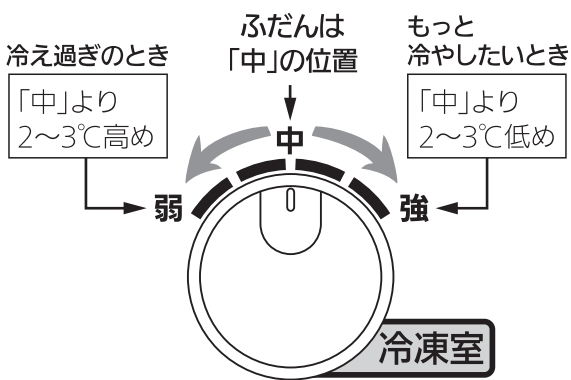 ふだんは
「中」の位置
冷え過ぎのとき
「中」より
2〜3℃高め
もっと
冷やしたいとき
「中」より
2〜3℃低め
中
弱
強
冷凍室